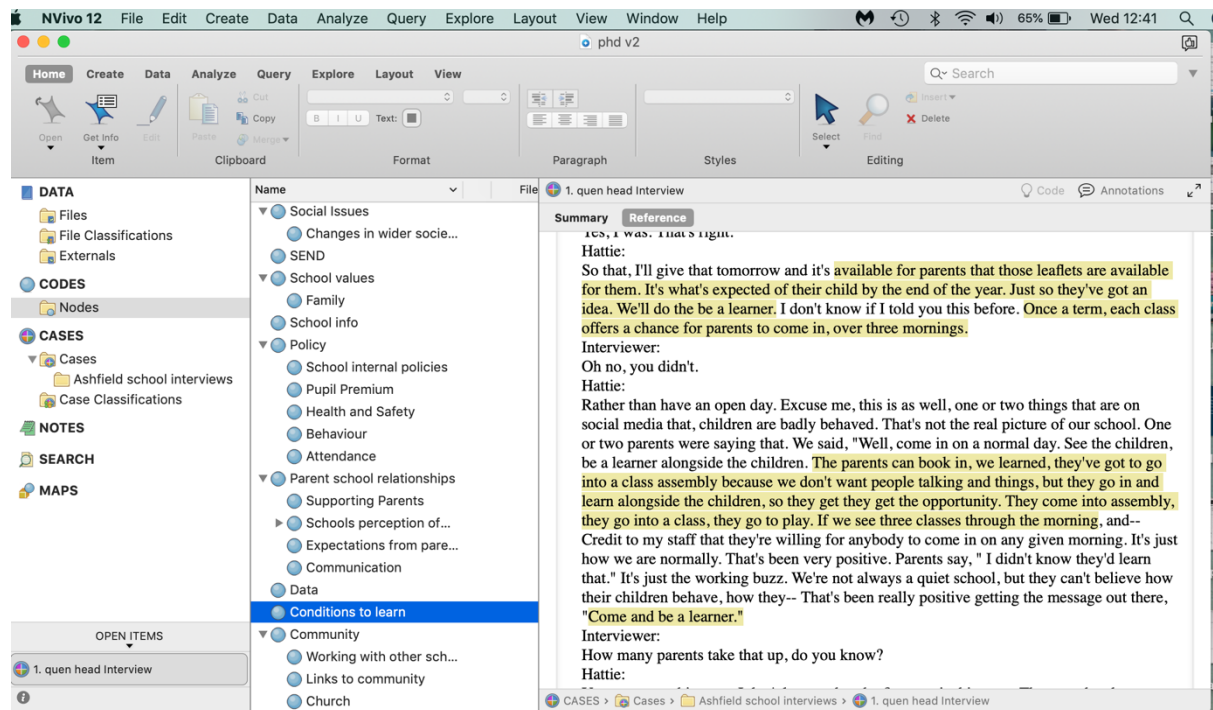 NVivo 12 File Edit Create Data Analyze Query Explore Layout View Window Help 65% Wed 12:41
phd v2
Home Create Data Analyze Query Explore Layout View Search
Open Get Info Edit Paste Cut Copy Merge B I U Text: Select Find Insert Delete
Item Clipboard Format Paragraph Styles Editing
DATA
Files
File Classifications
Externals
CODES
Nodes
CASES
Cases
Ashfield school interviews
Case Classifications
NOTES
SEARCH
MAPS
OPEN ITEMS
1. quen head Interview
Name File
Social Issues
Changes in wider socie...
SEND
School values
Family
School info
Policy
School internal policies
Pupil Premium
Health and Safety
Behaviour
Attendance
Parent school relationships
Supporting Parents
Schools perception of...
Expectations from pare...
Communication
Data
Conditions to learn
Community
Working with other sch...
Links to community
Church
1. quen head Interview Code Annotations
Summary Reference
Yes, I was. That's right.
Hattie:
So that, I'll give that tomorrow and it's available for parents that those leaflets are available
for them. It's what's expected of their child by the end of the year. Just so they've got an
idea. We'll do the be a learner. I don't know if I told you this before. Once a term, each class
offers a chance for parents to come in, over three mornings.
Interviewer:
Oh no, you didn't.
Hattie:
Rather than have an open day. Excuse me, this is as well, one or two things that are on
social media that, children are badly behaved. That's not the real picture of our school. One
or two parents were saying that. We said, "Well, come in on a normal day. See the children,
be a learner alongside the children. The parents can book in, we learned, they've got to go
into a class assembly because we don't want people talking and things, but they go in and
learn alongside the children, so they get they get the opportunity. They come into assembly,
they go into a class, they go to play. If we see three classes through the morning, and--
Credit to my staff that they're willing for anybody to come in on any given morning. It's just
how we are normally. That's been very positive. Parents say, " I didn't know they'd learn
that." It's just the working buzz. We're not always a quiet school, but they can't believe how
their children behave, how they-- That's been really positive getting the message out there,
"Come and be a learner."
Interviewer:
How many parents take that up, do you know?
Hattie:
CASES › Cases › Ashfield school interviews › 1. quen head Interview